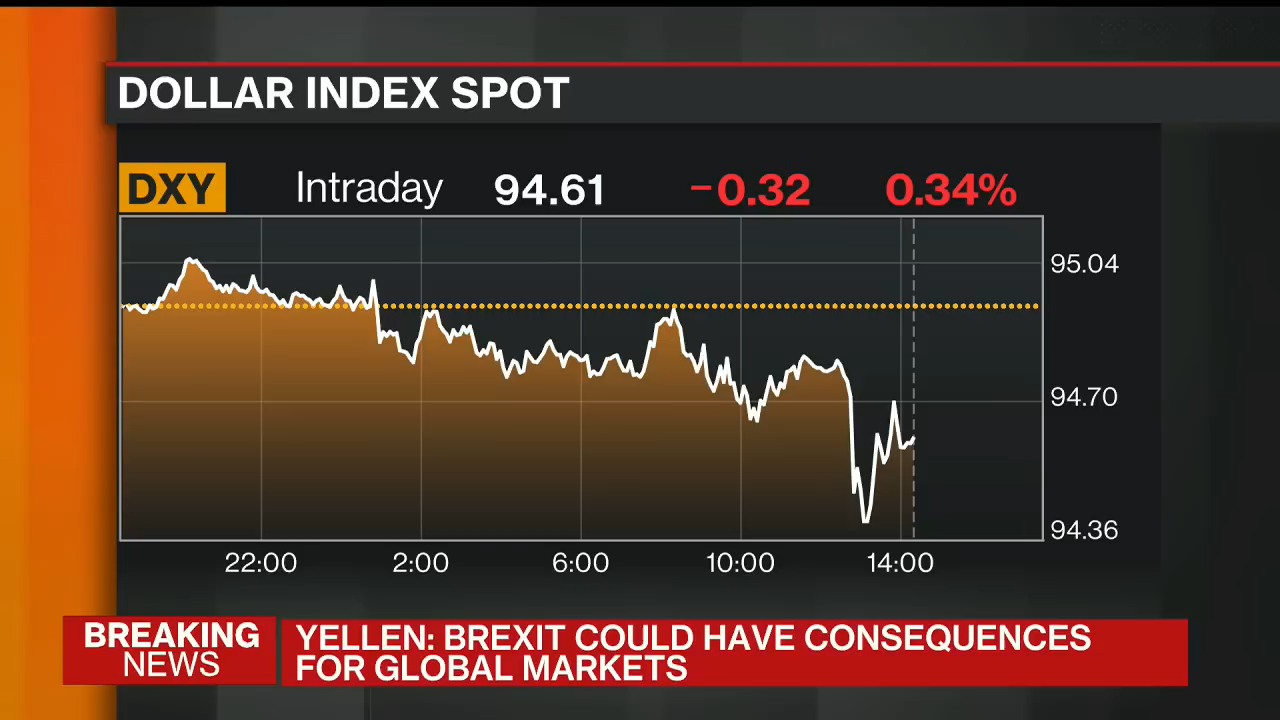 DOLLAR INDEX SPOT
DXY Intraday 94.61 −0.32 0.34%
95.04
94.70
94.36
22:00 2:00 6:00 10:00 14:00
BREAKING
NEWS
YELLEN: BREXIT COULD HAVE CONSEQUENCES
FOR GLOBAL MARKETS